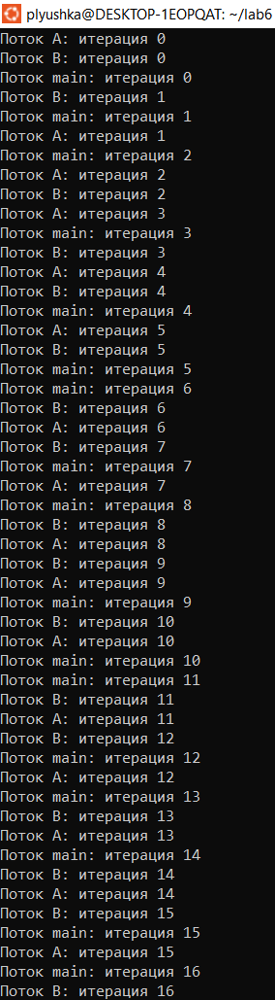 plyushka@DESKTOP-1EOPQAT: ~/lab6
Поток A: итерация 0
Поток B: итерация 0
Поток main: итерация 0
Поток B: итерация 1
Поток main: итерация 1
Поток A: итерация 1
Поток main: итерация 2
Поток A: итерация 2
Поток B: итерация 2
Поток A: итерация 3
Поток main: итерация 3
Поток B: итерация 3
Поток A: итерация 4
Поток B: итерация 4
Поток main: итерация 4
Поток A: итерация 5
Поток B: итерация 5
Поток main: итерация 5
Поток main: итерация 6
Поток B: итерация 6
Поток A: итерация 6
Поток B: итерация 7
Поток main: итерация 7
Поток A: итерация 7
Поток main: итерация 8
Поток B: итерация 8
Поток A: итерация 8
Поток B: итерация 9
Поток A: итерация 9
Поток main: итерация 9
Поток B: итерация 10
Поток A: итерация 10
Поток main: итерация 10
Поток main: итерация 11
Поток B: итерация 11
Поток A: итерация 11
Поток B: итерация 12
Поток main: итерация 12
Поток A: итерация 12
Поток main: итерация 13
Поток B: итерация 13
Поток A: итерация 13
Поток main: итерация 14
Поток B: итерация 14
Поток A: итерация 14
Поток B: итерация 15
Поток main: итерация 15
Поток A: итерация 15
Поток main: итерация 16
Поток B: итерация 16